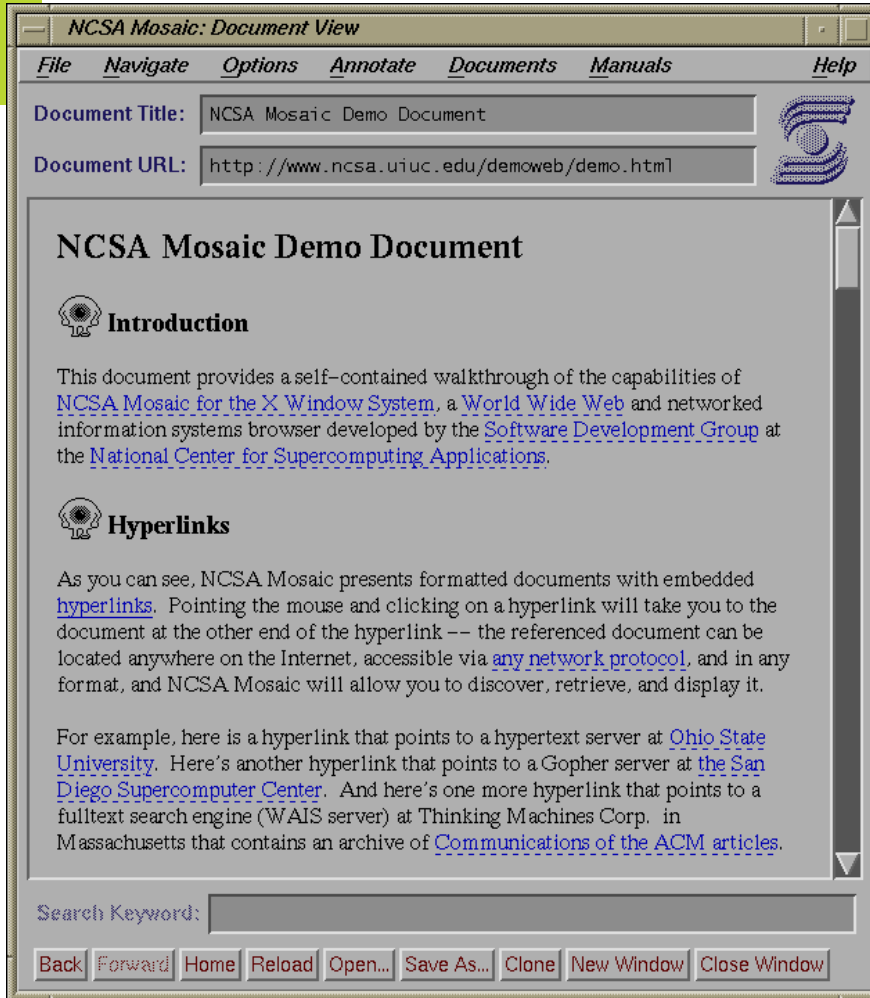 NCSA Mosaic: Document View
File Navigate Options Annotate Documents Manuals Help
Document Title: NCSA Mosaic Demo Document
Document URL: http://www.ncsa.uiuc.edu/demoweb/demo.html
NCSA Mosaic Demo Document
Introduction
This document provides a self-contained walkthrough of the capabilities of
NCSA Mosaic for the X Window System, a World Wide Web and networked
information systems browser developed by the Software Development Group at
the National Center for Supercomputing Applications.
Hyperlinks
As you can see, NCSA Mosaic presents formatted documents with embedded
hyperlinks. Pointing the mouse and clicking on a hyperlink will take you to the
document at the other end of the hyperlink -- the referenced document can be
located anywhere on the Internet, accessible via any network protocol, and in any
format, and NCSA Mosaic will allow you to discover, retrieve, and display it.
For example, here is a hyperlink that points to a hypertext server at Ohio State
University. Here's another hyperlink that points to a Gopher server at the San
Diego Supercomputer Center. And here's one more hyperlink that points to a
fulltext search engine (WAIS server) at Thinking Machines Corp. in
Massachusetts that contains an archive of Communications of the ACM articles.
Search Keyword:
Back Forward Home Reload Open... Save As... Clone New Window Close Window